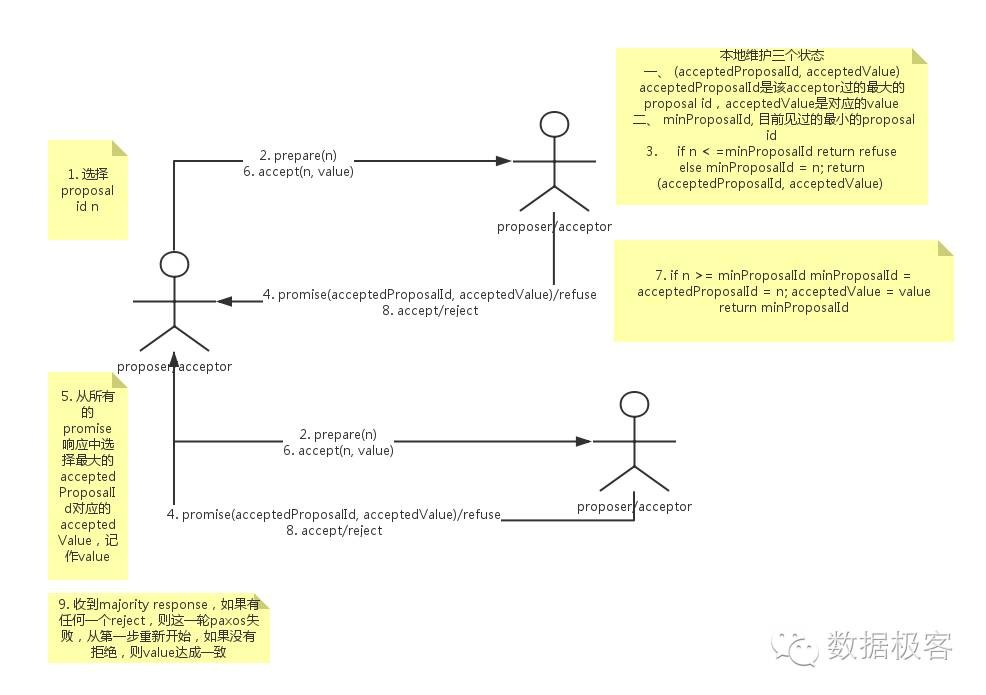 本地维护三个状态
一、 (acceptedProposalId, acceptedValue)
acceptedProposalId是该acceptor过的最大的
proposal id，acceptedValue是对应的value
二、 minProposalId, 目前见过的最小的proposal
id
3. if n < =minProposalId return refuse
else minProposalId = n; return
(acceptedProposalId, acceptedValue)
1. 选择
proposal
id n
2. prepare(n)
6. accept(n, value)
proposer/acceptor
7. if n >= minProposalId minProposalId =
acceptedProposalId = n; acceptedValue = value
return minProposalId
4. promise(acceptedProposalId, acceptedValue)/refuse
8. accept/reject
proposer/acceptor
5. 从所有
的
promise
响应中选
择最大的
accepted
ProposalI
d对应的
accepted
Value，记
作value
2. prepare(n)
6. accept(n, value)
proposer/acceptor
4. promise(acceptedProposalId, acceptedValue)/refuse
8. accept/reject
9. 收到majority response，如果有
任何一个reject，则这一轮paxos失
败，从第一步重新开始，如果没有
拒绝，则value达成一致
数据极客